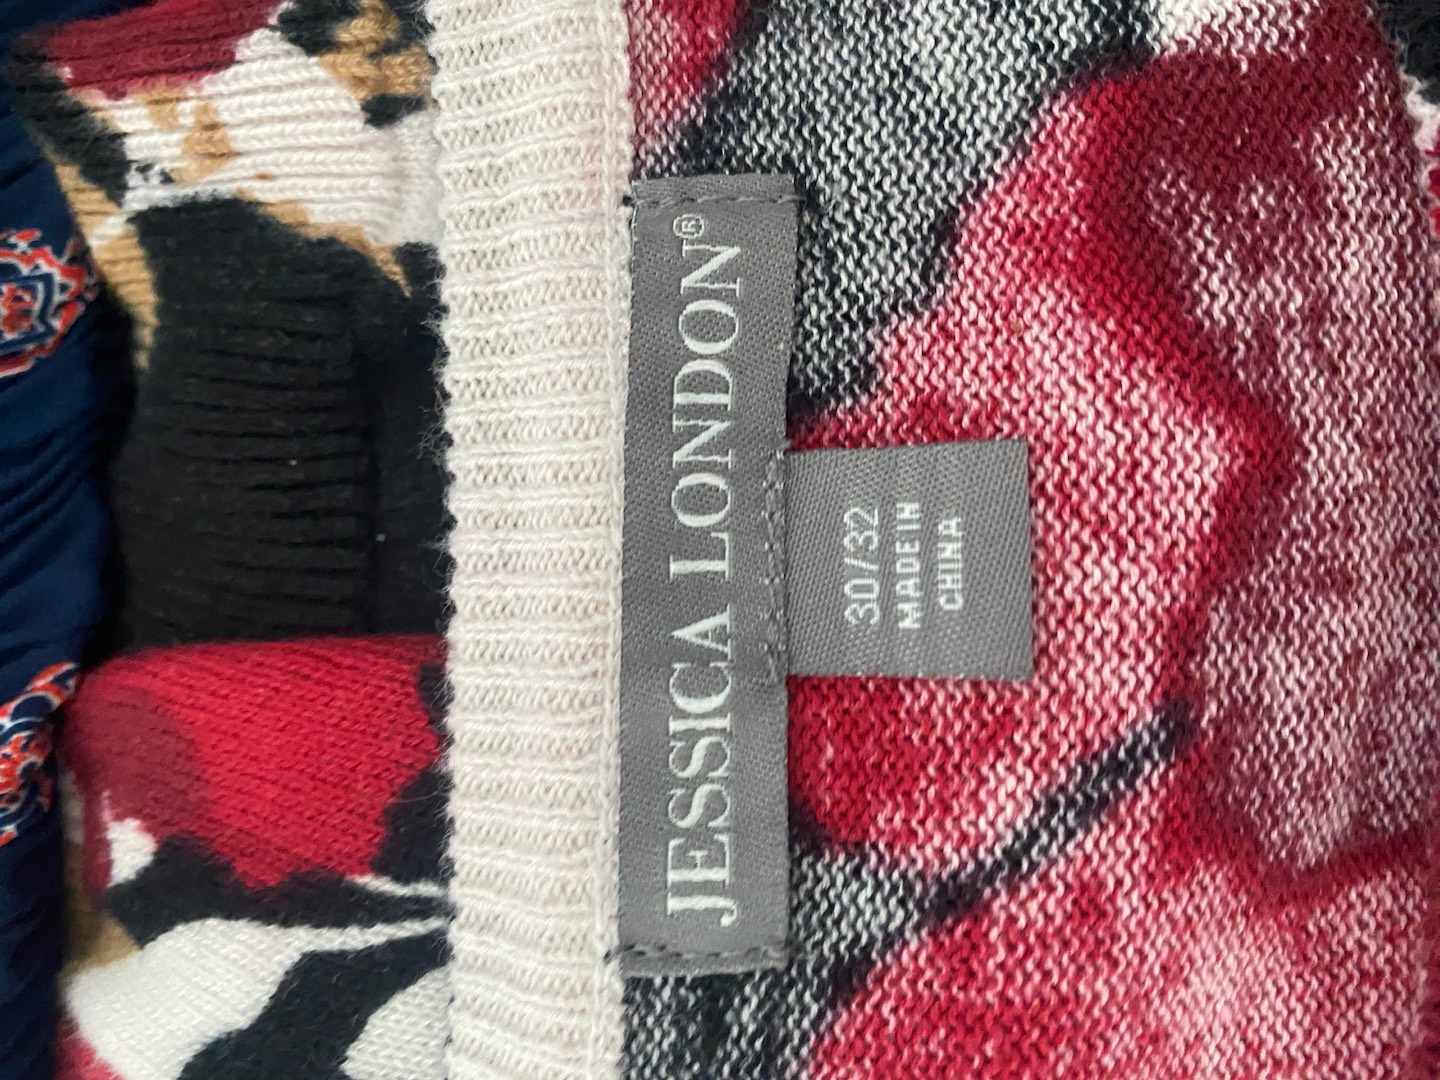 JESSICA LONDON®
30/32
MADE IN
CHINA